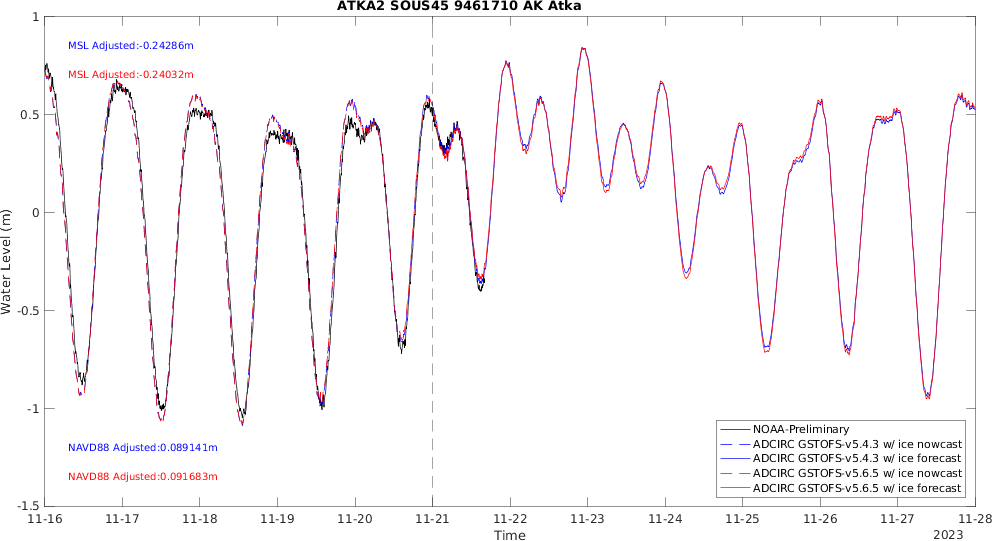 ATKA2 SOUS45 9461710 AK Atka
MSL Adjusted:-0.24286m
MSL Adjusted:-0.24032m
NAVD88 Adjusted:0.089141m
NAVD88 Adjusted:0.091683m
1
0.5
0
-0.5
-1
-1.5
Water Level (m)
NOAA-Preliminary
ADCIRC GSTOFS-v5.4.3 w/ ice nowcast
ADCIRC GSTOFS-v5.4.3 w/ ice forecast
ADCIRC GSTOFS-v5.6.5 w/ ice nowcast
ADCIRC GSTOFS-v5.6.5 w/ ice forecast
11-16 11-17 11-18 11-19 11-20 11-21 11-22 11-23 11-24 11-25 11-26 11-27 11-28
Time
2023